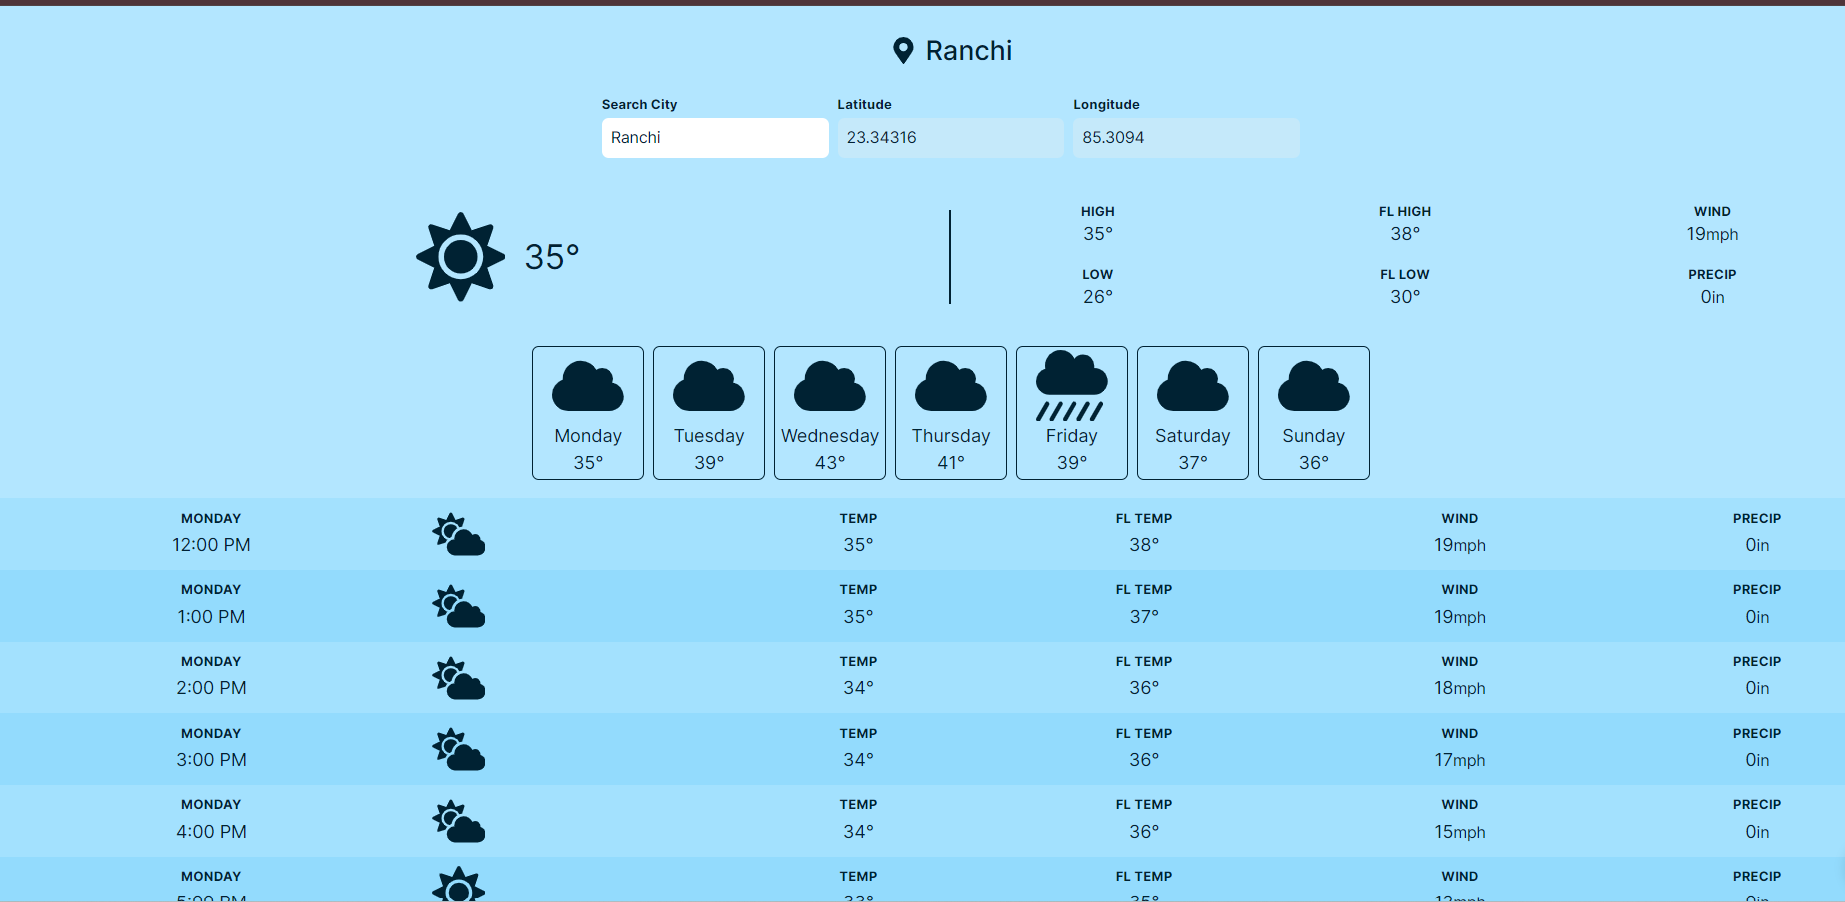 Ranchi
Search City Latitude Longitude
Ranchi 23.34316 85.3094
HIGH FL HIGH WIND
35° 38° 19mph
35°
LOW FL LOW PRECIP
26° 30° 0in
Monday Tuesday Wednesday Thursday Friday Saturday Sunday
35° 39° 43° 41° 39° 37° 36°
MONDAY TEMP FL TEMP WIND PRECIP
12:00 PM 35° 38° 19mph 0in
MONDAY TEMP FL TEMP WIND PRECIP
1:00 PM 35° 37° 19mph 0in
MONDAY TEMP FL TEMP WIND PRECIP
2:00 PM 34° 36° 18mph 0in
MONDAY TEMP FL TEMP WIND PRECIP
3:00 PM 34° 36° 17mph 0in
MONDAY TEMP FL TEMP WIND PRECIP
4:00 PM 34° 36° 15mph 0in
MONDAY TEMP FL TEMP WIND PRECIP